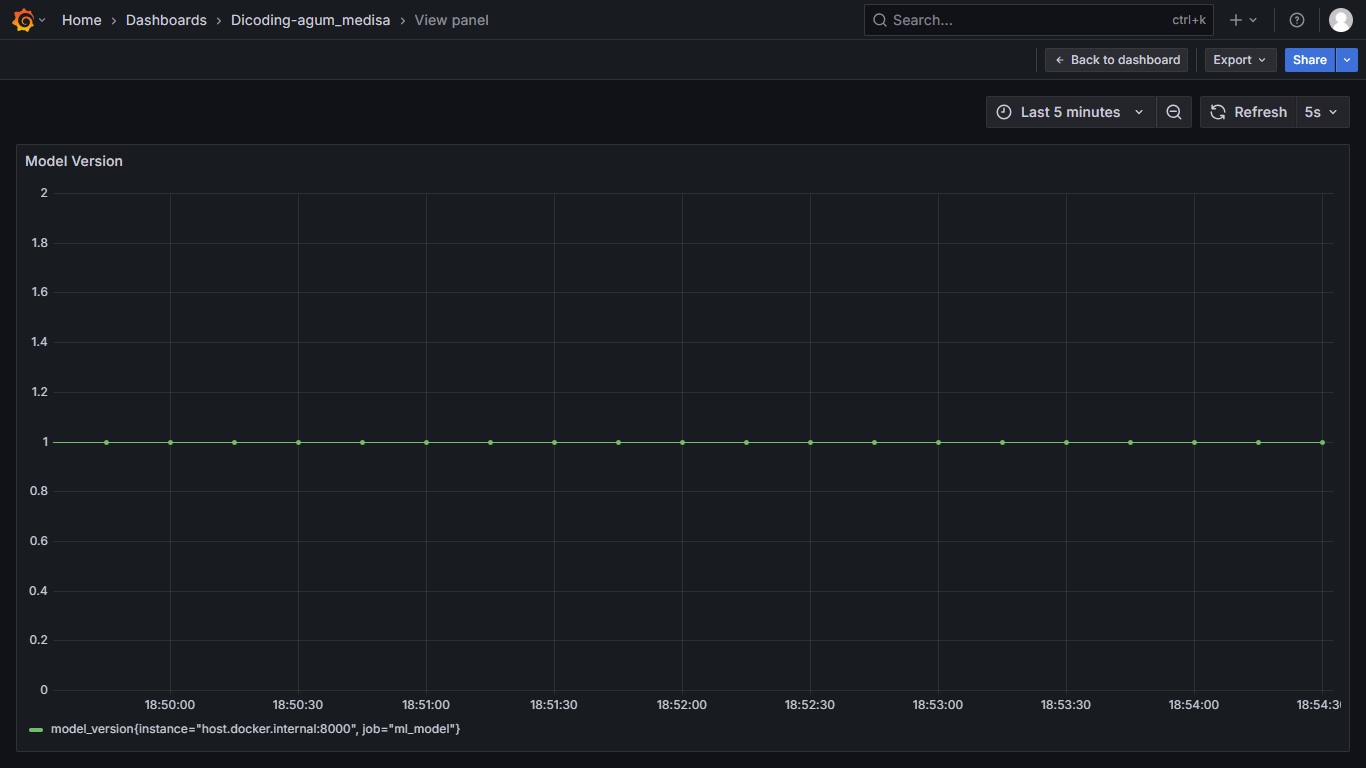 Home › Dashboards › Dicoding-agum_medisa › View panel
Search...
ctrl+k
Back to dashboard
Export
Share
Last 5 minutes
Refresh
5s
Model Version
2
1.8
1.6
1.4
1.2
1
0.8
0.6
0.4
0.2
0
18:50:00 18:50:30 18:51:00 18:51:30 18:52:00 18:52:30 18:53:00 18:53:30 18:54:00 18:54:30
model_version{instance="host.docker.internal:8000", job="ml_model"}